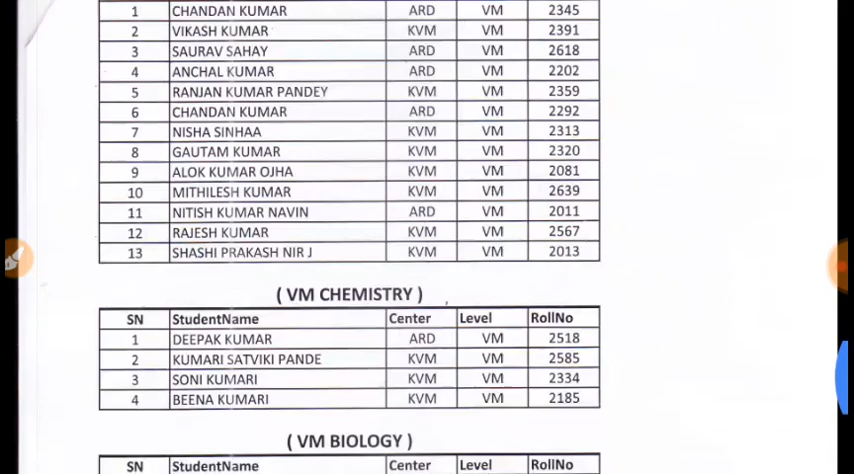 1 CHANDAN KUMAR ARD VM 2345
2 VIKASH KUMAR KVM VM 2391
3 SAURAV SAHAY ARD VM 2618
4 ANCHAL KUMAR ARD VM 2202
5 RANJAN KUMAR PANDEY KVM VM 2359
6 CHANDAN KUMAR ARD VM 2292
7 NISHA SINHAA KVM VM 2313
8 GAUTAM KUMAR KVM VM 2320
9 ALOK KUMAR OJHA KVM VM 2081
10 MITHILESH KUMAR KVM VM 2639
11 NITISH KUMAR NAVIN ARD VM 2011
12 RAJESH KUMAR KVM VM 2567
13 SHASHI PRAKASH NIR J KVM VM 2013
( VM CHEMISTRY )
SN StudentName Center Level RollNo
1 DEEPAK KUMAR ARD VM 2518
2 KUMARI SATVIKI PANDE KVM VM 2585
3 SONI KUMARI KVM VM 2334
4 BEENA KUMARI KVM VM 2185
( VM BIOLOGY )
SN StudentName Center Level RollNo